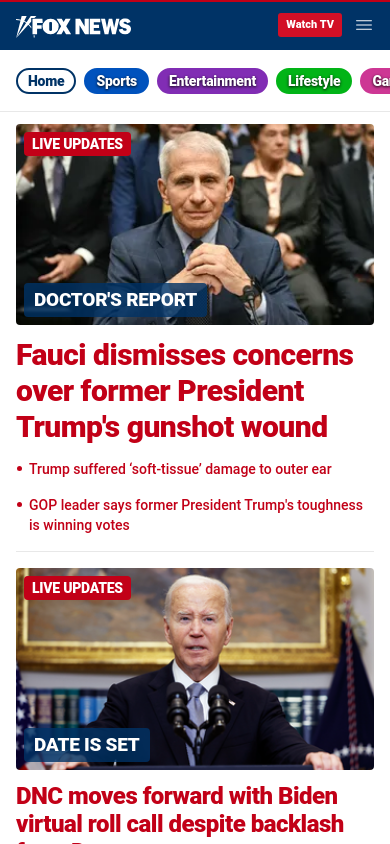 FOX NEWS
Watch TV
Home
Sports
Entertainment
Lifestyle
Ga
LIVE UPDATES
DOCTOR'S REPORT
Fauci dismisses concerns
over former President
Trump's gunshot wound
• Trump suffered ‘soft-tissue’ damage to outer ear
• GOP leader says former President Trump's toughness
is winning votes
LIVE UPDATES
DATE IS SET
DNC moves forward with Biden
virtual roll call despite backlash